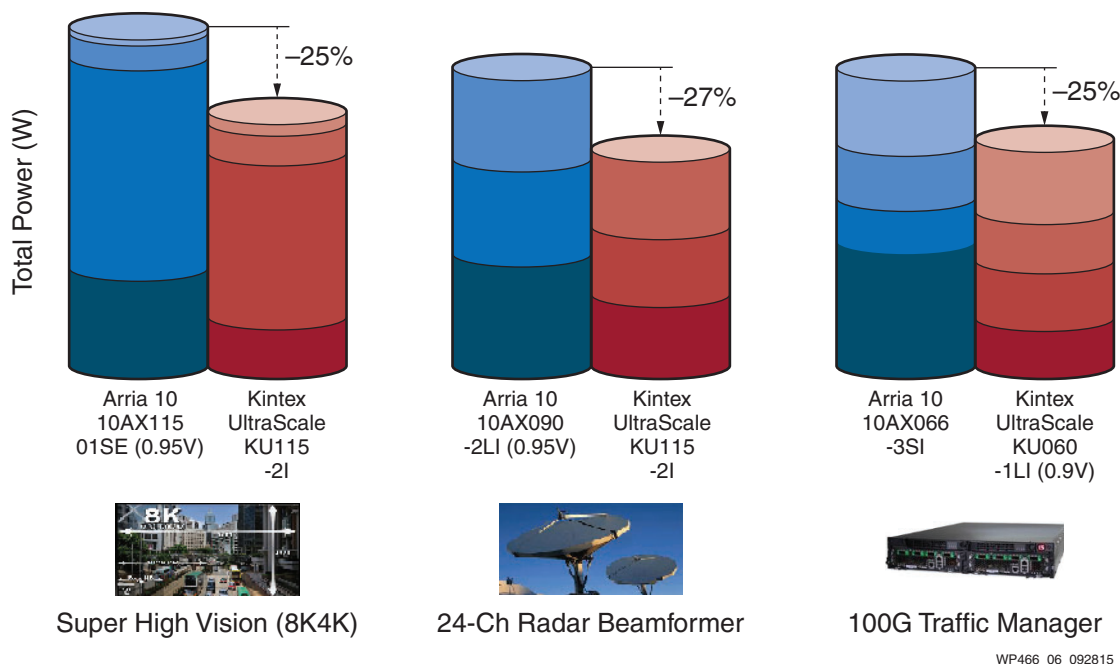 Total Power (W)
–25%
–27%
–25%
Arria 10
10AX115
01SE (0.95V)
Kintex
UltraScale
KU115
-2I
Arria 10
10AX090
-2LI (0.95V)
Kintex
UltraScale
KU115
-2I
Arria 10
10AX066
-3SI
Kintex
UltraScale
KU060
-1LI (0.9V)
8K
Super High Vision (8K4K)
24-Ch Radar Beamformer
100G Traffic Manager
WP466_06_092815